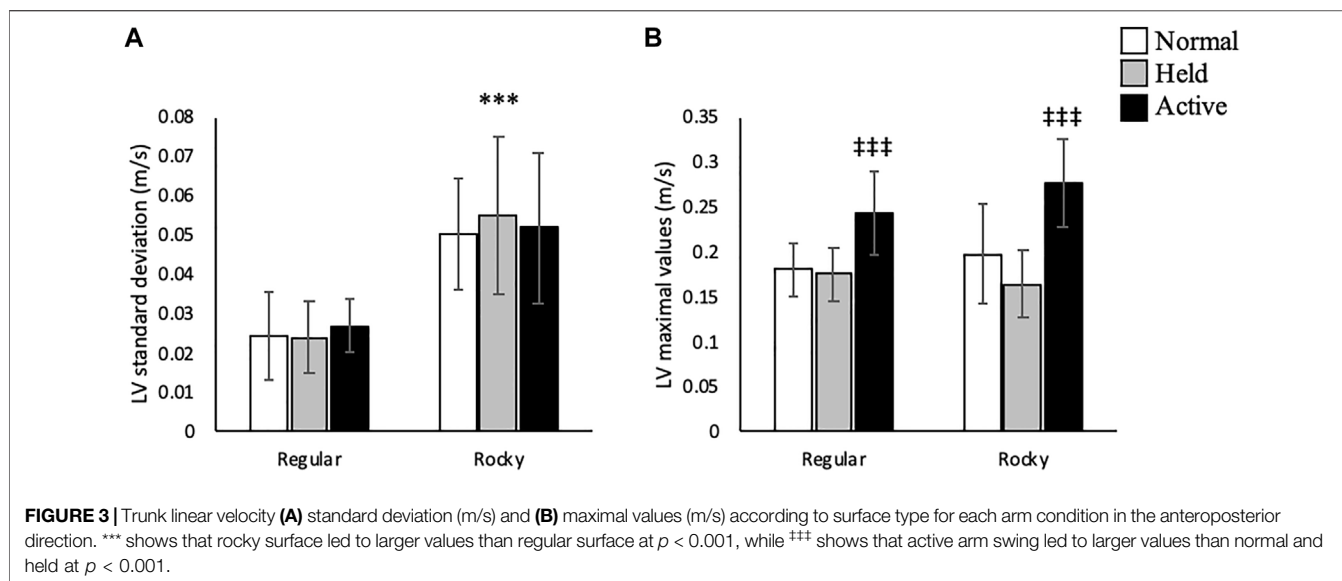 A
B
Normal
Held
Active
LV standard deviation (m/s)
0.08
0.07
0.06
0.05
0.04
0.03
0.02
0.01
0
***
Regular
Rocky
LV maximal values (m/s)
0.35
0.3
0.25
0.2
0.15
0.1
0.05
0
‡‡‡
‡‡‡
Regular
Rocky
FIGURE 3 | Trunk linear velocity (A) standard deviation (m/s) and (B) maximal values (m/s) according to surface type for each arm condition in the anteroposterior
direction. *** shows that rocky surface led to larger values than regular surface at p < 0.001, while ‡‡‡ shows that active arm swing led to larger values than normal and
held at p < 0.001.